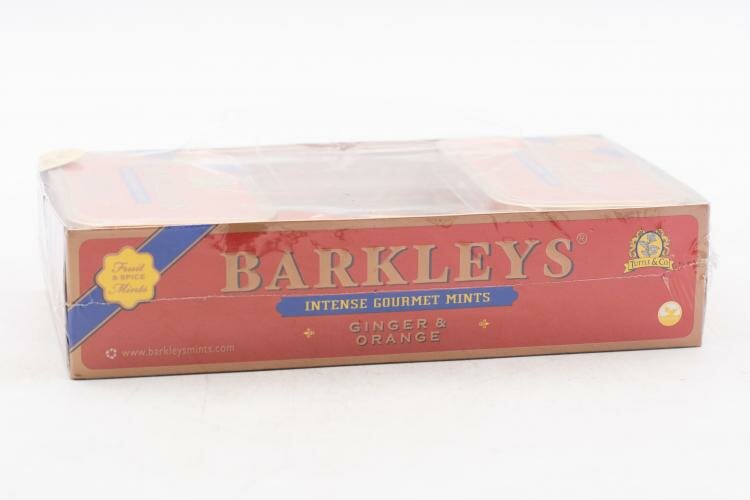 Fruit
& SPICE
Mints
BARKLEYS®
TUTTLE & Co
INTENSE GOURMET MINTS
GINGER &
ORANGE
www.barkleysmints.com